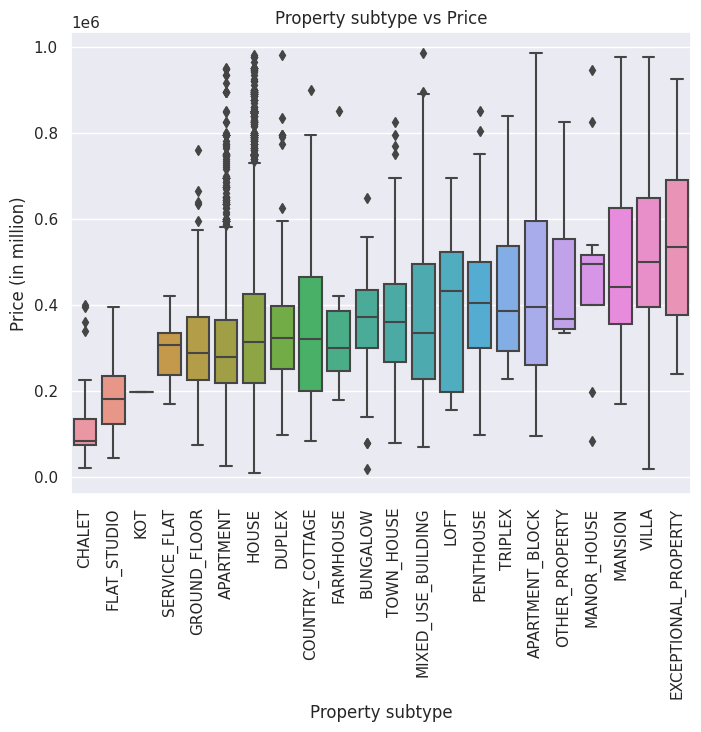 Property subtype vs Price
1e6
1.0
0.8
0.6
0.4
0.2
0.0
Price (in million)
CHALET
FLAT_STUDIO
KOT
SERVICE_FLAT
GROUND_FLOOR
APARTMENT
HOUSE
DUPLEX
COUNTRY_COTTAGE
FARMHOUSE
BUNGALOW
TOWN_HOUSE
MIXED_USE_BUILDING
LOFT
PENTHOUSE
TRIPLEX
APARTMENT_BLOCK
OTHER_PROPERTY
MANOR_HOUSE
MANSION
VILLA
EXCEPTIONAL_PROPERTY
Property subtype